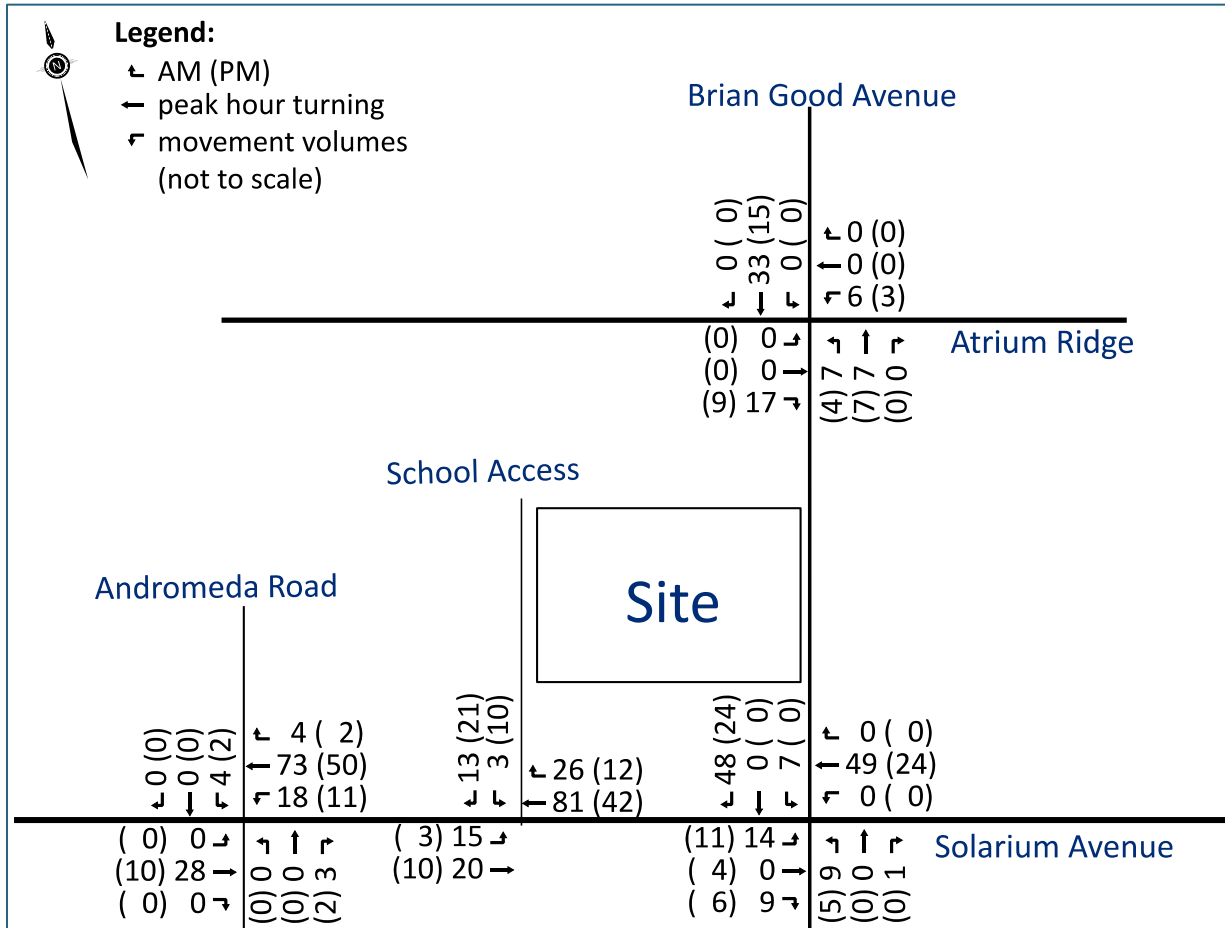 Legend:
AM (PM)
peak hour turning
movement volumes
(not to scale)
N
Brian Good Avenue
0 ( 0)
33 (15)
0 ( 0)
0 (0)
0 (0)
6 (3)
(0) 0
(0) 0
(9) 17
(4) 7
(7) 7
(0) 0
Atrium Ridge
School Access
Site
Andromeda Road
0 (0)
0 (0)
4 (2)
4 ( 2)
73 (50)
18 (11)
( 0) 0
(10) 28
( 0) 0
(0) 0
(0) 0
(2) 3
13 (21)
3 (10)
26 (12)
81 (42)
( 3) 15
(10) 20
48 (24)
0 ( 0)
7 ( 0)
0 ( 0)
49 (24)
0 ( 0)
(11) 14
( 4) 0
( 6) 9
(5) 9
(0) 0
(0) 1
Solarium Avenue